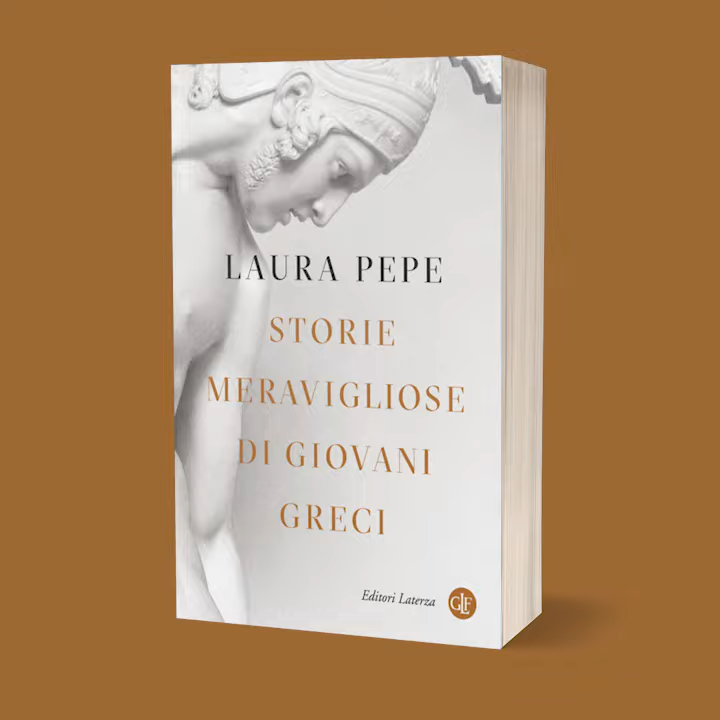 LAURA PEPE
STORIE
MERAVIGLIOSE
DI GIOVANI
GRECI
Editori Laterza
GLF